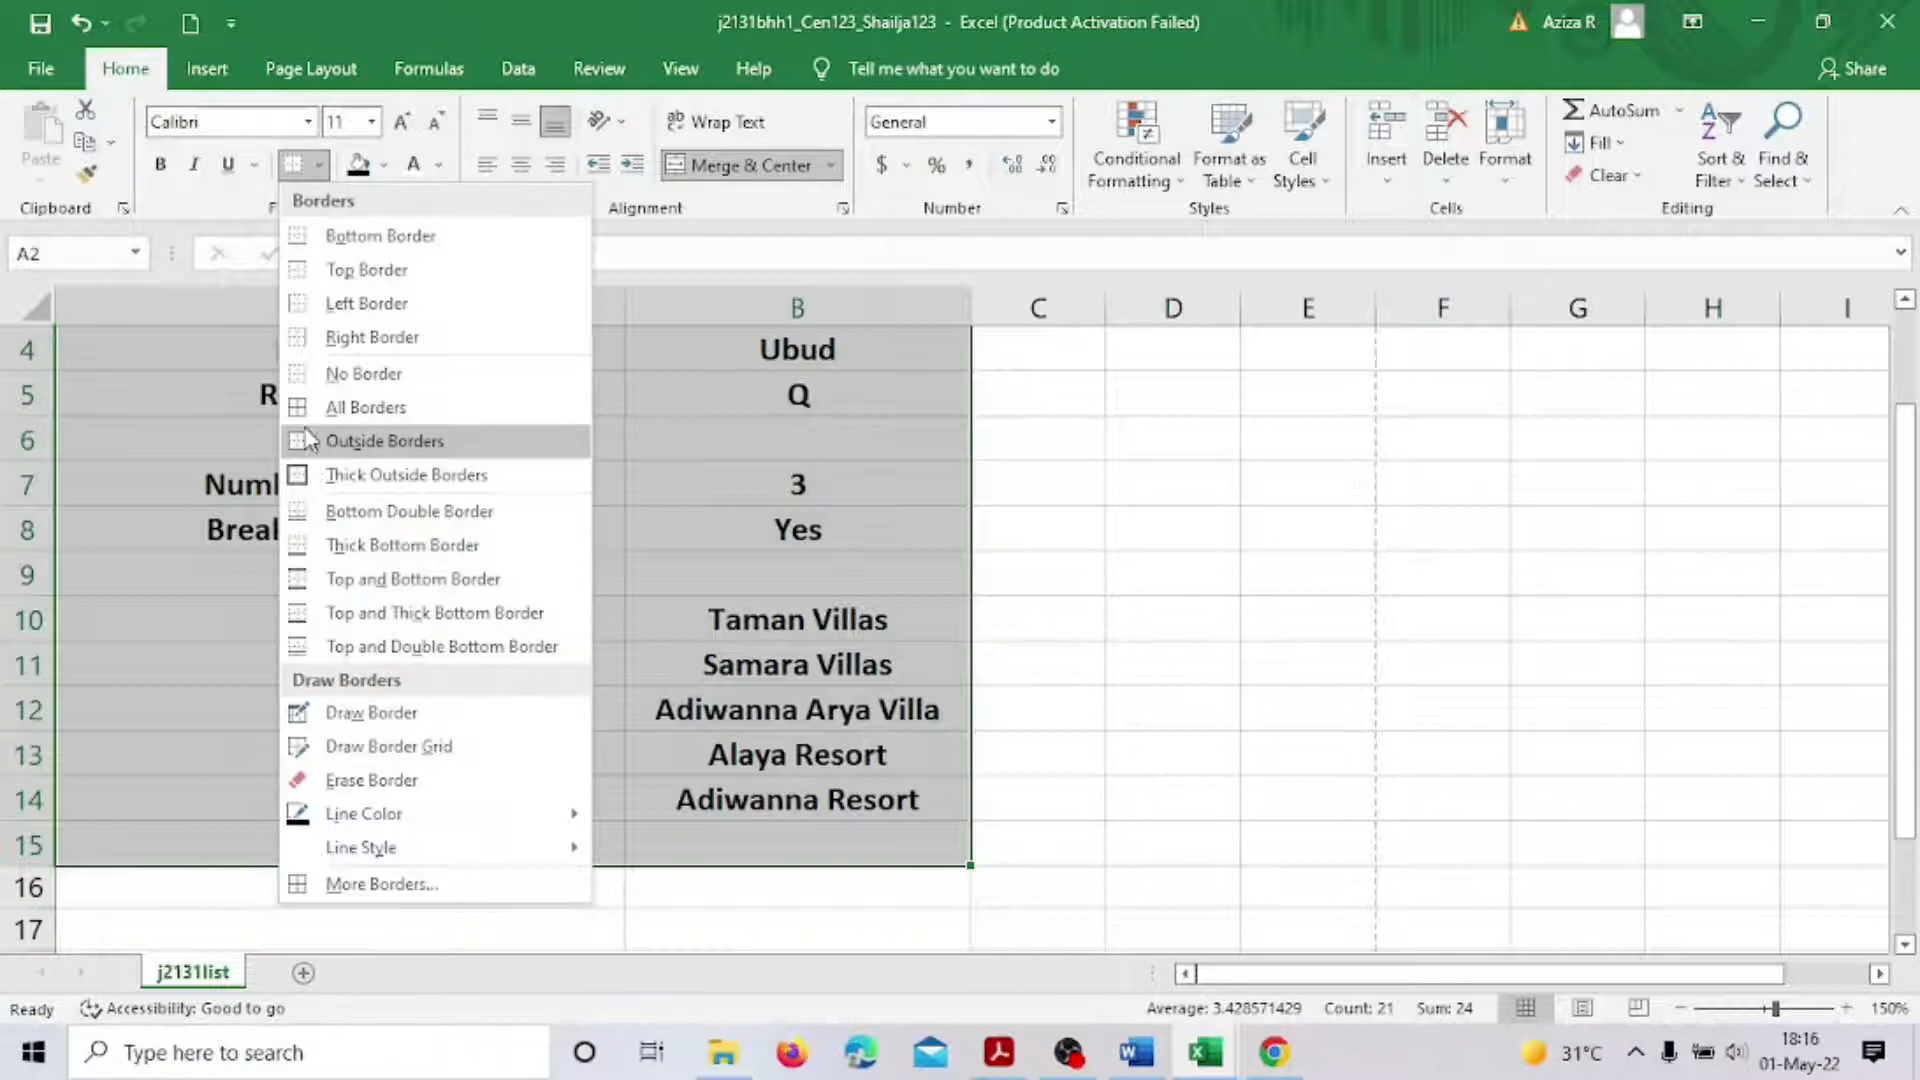 j2131bhh1_Cen123_Shailja123 - Excel (Product Activation Failed)
Aziza R
File Home Insert Page Layout Formulas Data Review View Help Tell me what you want to do
Share
Paste
Calibri 11
B I U A
Wrap Text
Merge & Center
General
$ %
Conditional Formatting
Format as Table
Cell Styles
Insert Delete Format
AutoSum
Fill
Clear
Sort & Filter
Find & Select
Clipboard Alignment Number Styles Cells Editing
A2
Borders
Bottom Border
Top Border
Left Border
Right Border
No Border
All Borders
Outside Borders
Thick Outside Borders
Bottom Double Border
Thick Bottom Border
Top and Bottom Border
Top and Thick Bottom Border
Top and Double Bottom Border
Draw Borders
Draw Border
Draw Border Grid
Erase Border
Line Color
Line Style
More Borders...
B C D E F G H I
4 Ubud
5 R Q
6
7 Num 3
8 Brea Yes
9
10 Taman Villas
11 Samara Villas
12 Adiwanna Arya Villa
13 Alaya Resort
14 Adiwanna Resort
15
16
17
j2131list
Ready Accessibility: Good to go
Average: 3.428571429 Count: 21 Sum: 24
150%
Type here to search
31°C
18:16
01-May-22